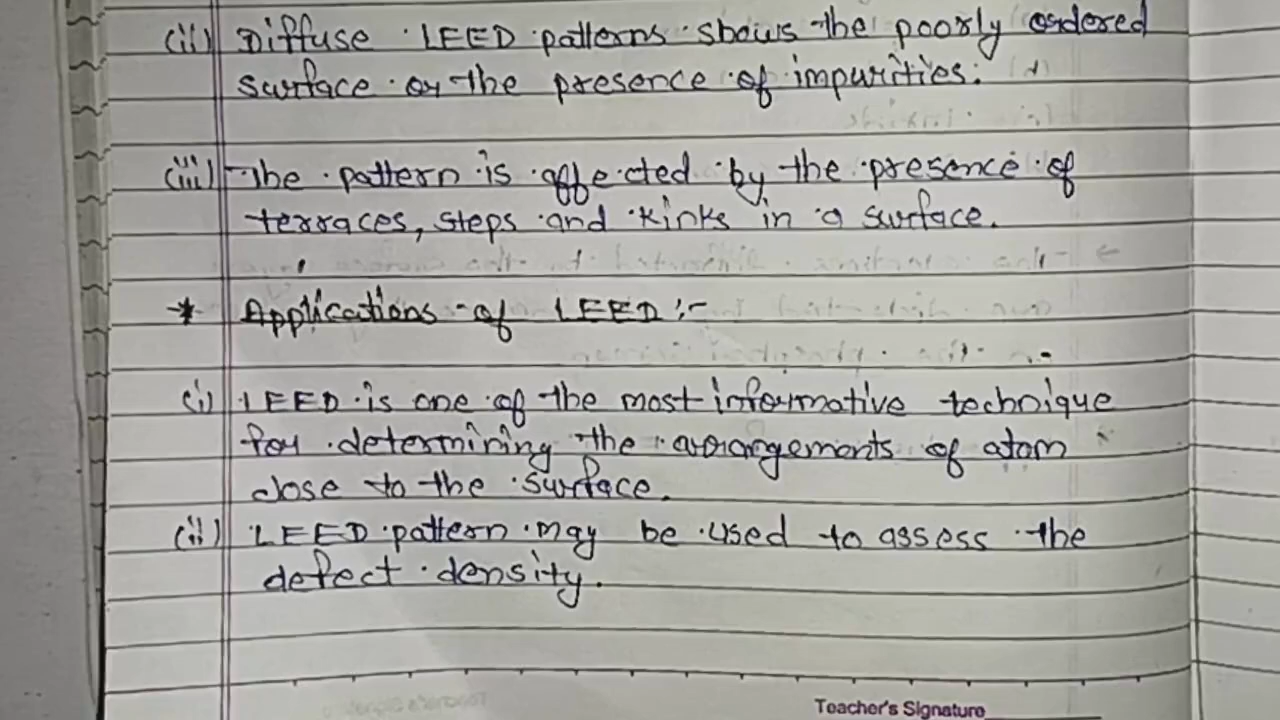 (ii) Diffuse LEED patterns shows the poorly ordered
surface or the presence of impurities.
(iii) The pattern is affected by the presence of
terraces, steps and kinks in a surface.
* Applications of LEED :-
(i) LEED is one of the most informative technique
for determining the arrangements of atom
close to the surface.
(ii) LEED pattern may be used to assess the
defect density.
Teacher's Signature